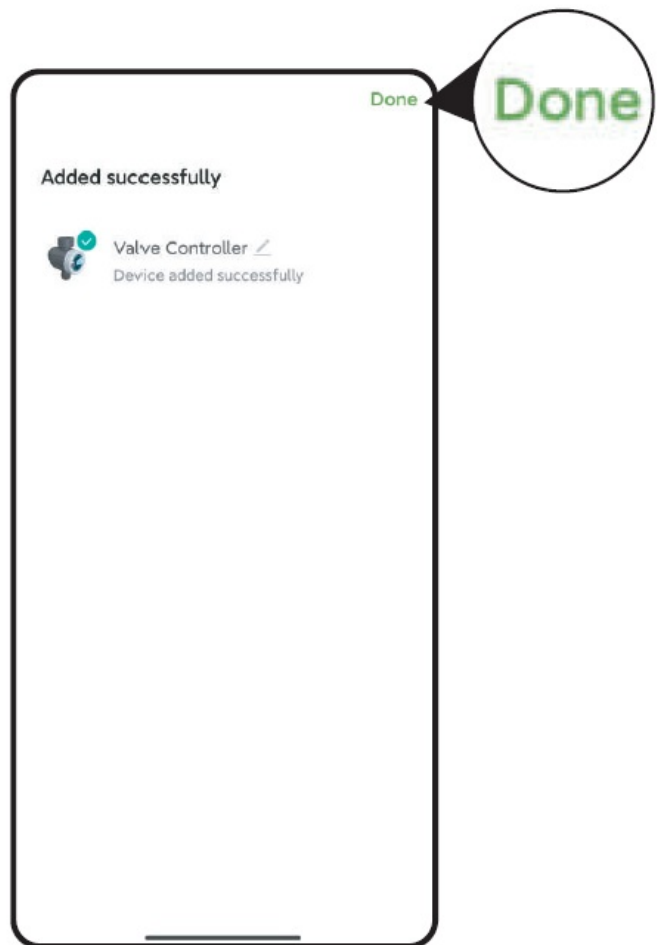 Done
Done
Added successfully
Valve Controller
Device added successfully